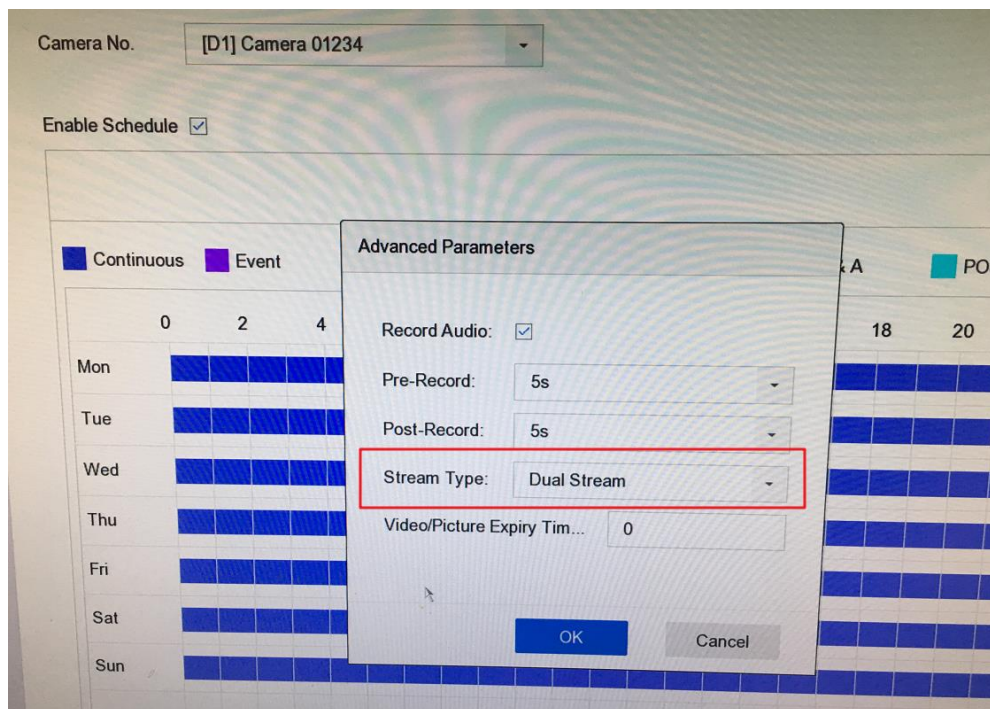 Camera No. [D1] Camera 01234
Enable Schedule
Continuous Event & A PO
Advanced Parameters
0 2 4 18 20
Record Audio:
Mon
Pre-Record: 5s
Tue
Post-Record: 5s
Wed
Stream Type: Dual Stream
Thu
Video/Picture Expiry Tim... 0
Fri
Sat
OK Cancel
Sun